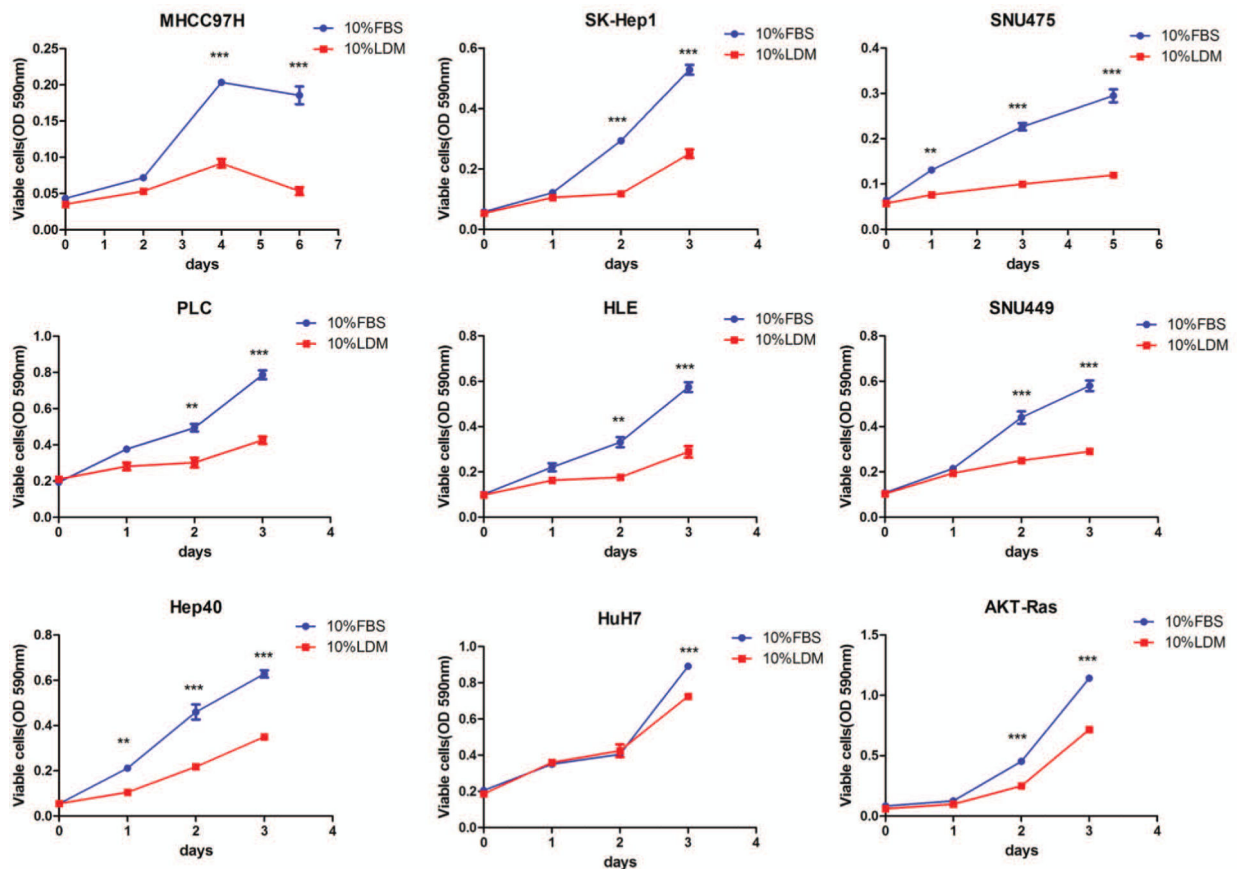 MHCC97H
10%FBS
10%LDM
Viable cells(OD 590nm)
0.25
0.20
0.15
0.10
0.05
0.00
***
***
0 1 2 3 4 5 6 7
days
SK-Hep1
10%FBS
10%LDM
Viable cells(OD 590nm)
0.6
0.4
0.2
0.0
***
***
0 1 2 3 4
days
SNU475
10%FBS
10%LDM
Viable cells(OD 590nm)
0.4
0.3
0.2
0.1
0.0
**
***
***
0 1 2 3 4 5 6
days
PLC
10%FBS
10%LDM
Viable cells(OD 590nm)
1.0
0.8
0.6
0.4
0.2
0.0
**
***
0 1 2 3 4
days
HLE
10%FBS
10%LDM
Viable cells(OD 590nm)
0.8
0.6
0.4
0.2
0.0
**
***
0 1 2 3 4
days
SNU449
10%FBS
10%LDM
Viable cells(OD 590nm)
0.8
0.6
0.4
0.2
0.0
***
***
0 1 2 3 4
days
Hep40
10%FBS
10%LDM
Viable cells(OD 590nm)
0.8
0.6
0.4
0.2
0.0
**
***
***
0 1 2 3 4
days
HuH7
10%FBS
10%LDM
Viable cells(OD 590nm)
1.0
0.8
0.6
0.4
0.2
0.0
***
0 1 2 3 4
days
AKT-Ras
10%FBS
10%LDM
Viable cells(OD 590nm)
1.5
1.0
0.5
0.0
***
***
0 1 2 3 4
days